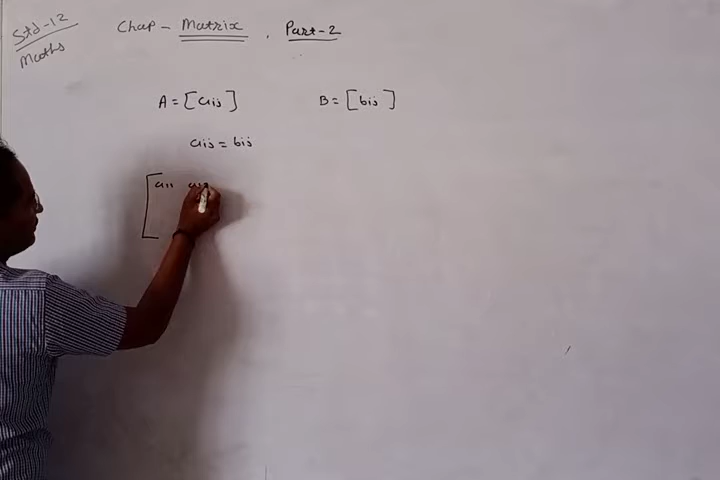 Std-12
Maths
Chap - Matrix . Part-2
A = [aij] B = [bij]
aij = bij
[a11 a12